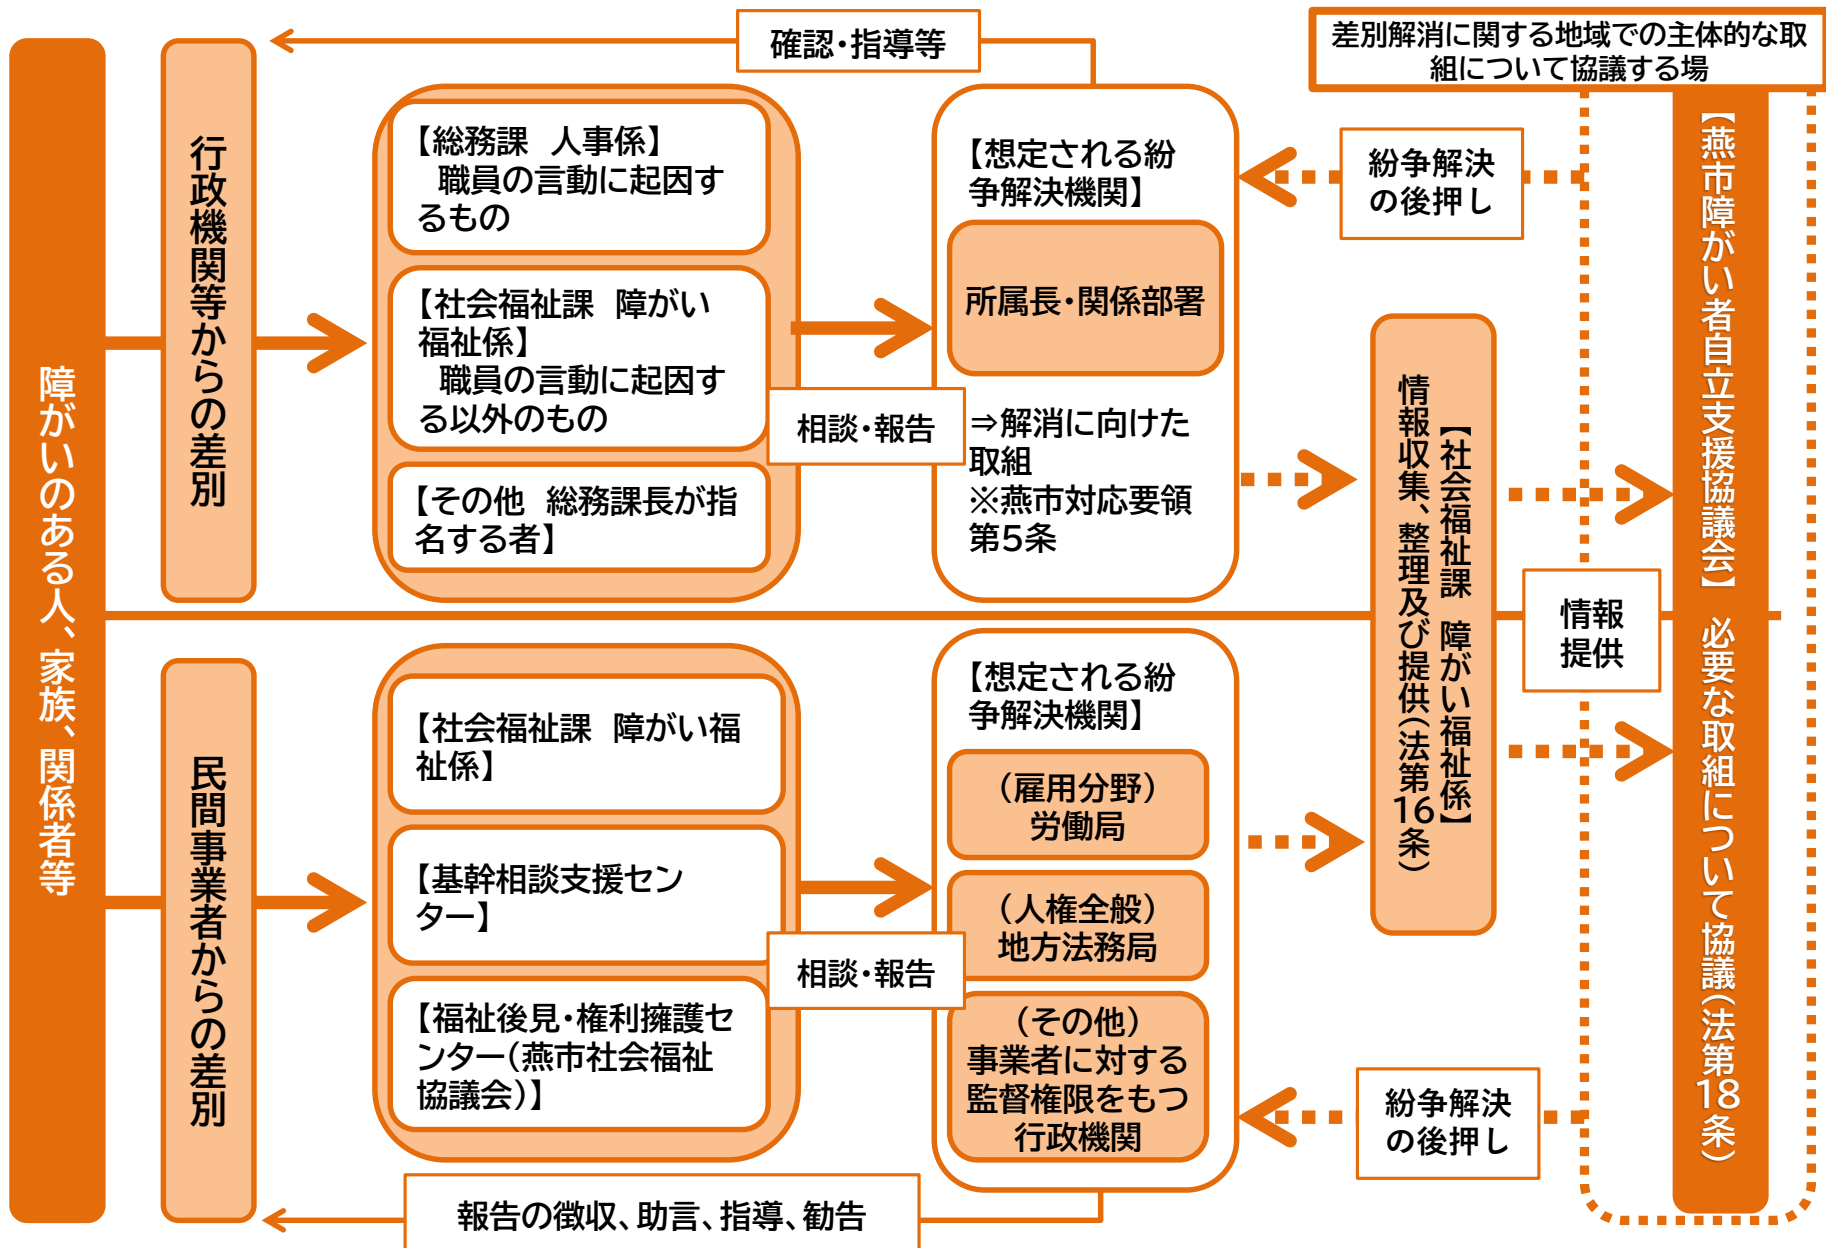 障がいのある人、家族、関係者等
行政機関等からの差別
確認・指導等
【総務課　人事係】
職員の言動に起因す
るもの
【社会福祉課　障がい
福祉係】
職員の言動に起因す
る以外のもの
【その他　総務課長が指
名する者】
相談・報告
【想定される紛
争解決機関】
所属長・関係部署
⇒解消に向けた
取組
※燕市対応要領
第5条
民間事業者からの差別
【社会福祉課　障がい福
祉係】
【基幹相談支援セン
ター】
【福祉後見・権利擁護セ
ンター（燕市社会福祉
協議会）】
相談・報告
【想定される紛
争解決機関】
（雇用分野）
労働局
（人権全般）
地方法務局
（その他）
事業者に対する
監督権限をもつ
行政機関
報告の徴収、助言、指導、勧告
【社会福祉課　障がい福祉係】
情報収集、整理及び提供（法第16条）
紛争解決
の後押し
情報
提供
紛争解決
の後押し
差別解消に関する地域での主体的な取
組について協議する場
【燕市障がい者自立支援協議会】　必要な取組について協議（法第18条）